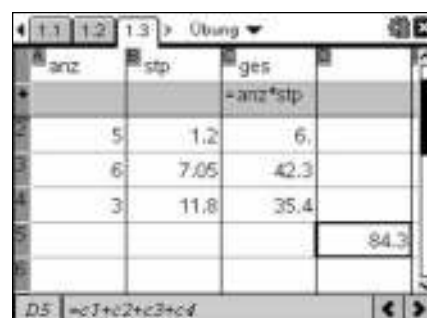 1.1 1.2 1.3 Übung
A anz B stp C ges D
=anz*stp
2 5 1.2 6.
3 6 7.05 42.3
4 3 11.8 35.4
5 84.3
6
D5 =c1+c2+c3+c4